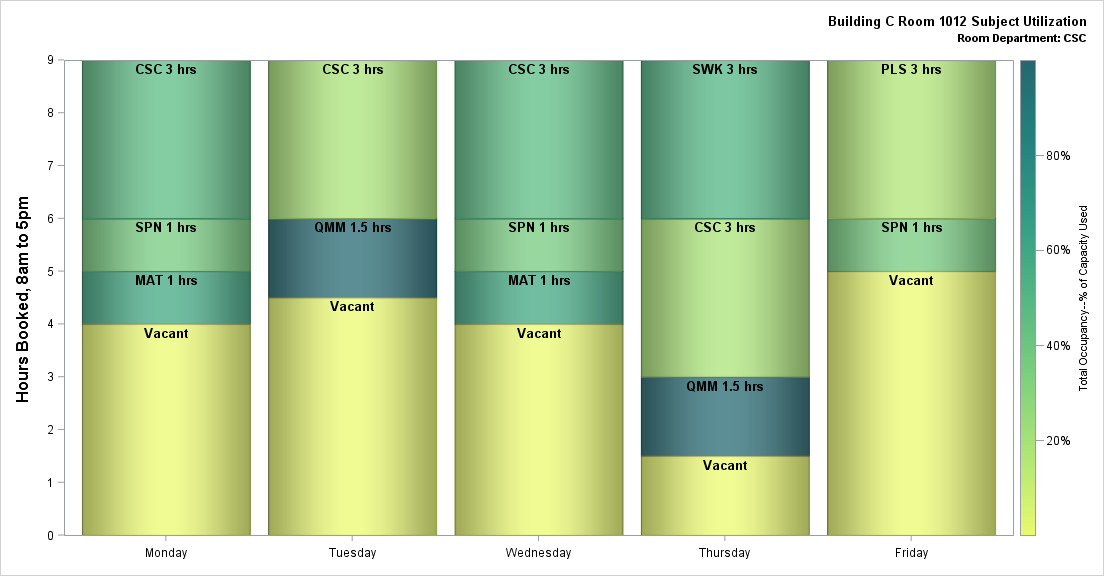 Building C Room 1012 Subject Utilization
Room Department: CSC
Hours Booked, 8am to 5pm
9
8
7
6
5
4
3
2
1
0
CSC 3 hrs
SPN 1 hrs
MAT 1 hrs
Vacant
CSC 3 hrs
QMM 1.5 hrs
Vacant
CSC 3 hrs
SPN 1 hrs
MAT 1 hrs
Vacant
SWK 3 hrs
CSC 3 hrs
QMM 1.5 hrs
Vacant
PLS 3 hrs
SPN 1 hrs
Vacant
Monday
Tuesday
Wednesday
Thursday
Friday
80%
60%
40%
20%
Total Occupancy--% of Capacity Used